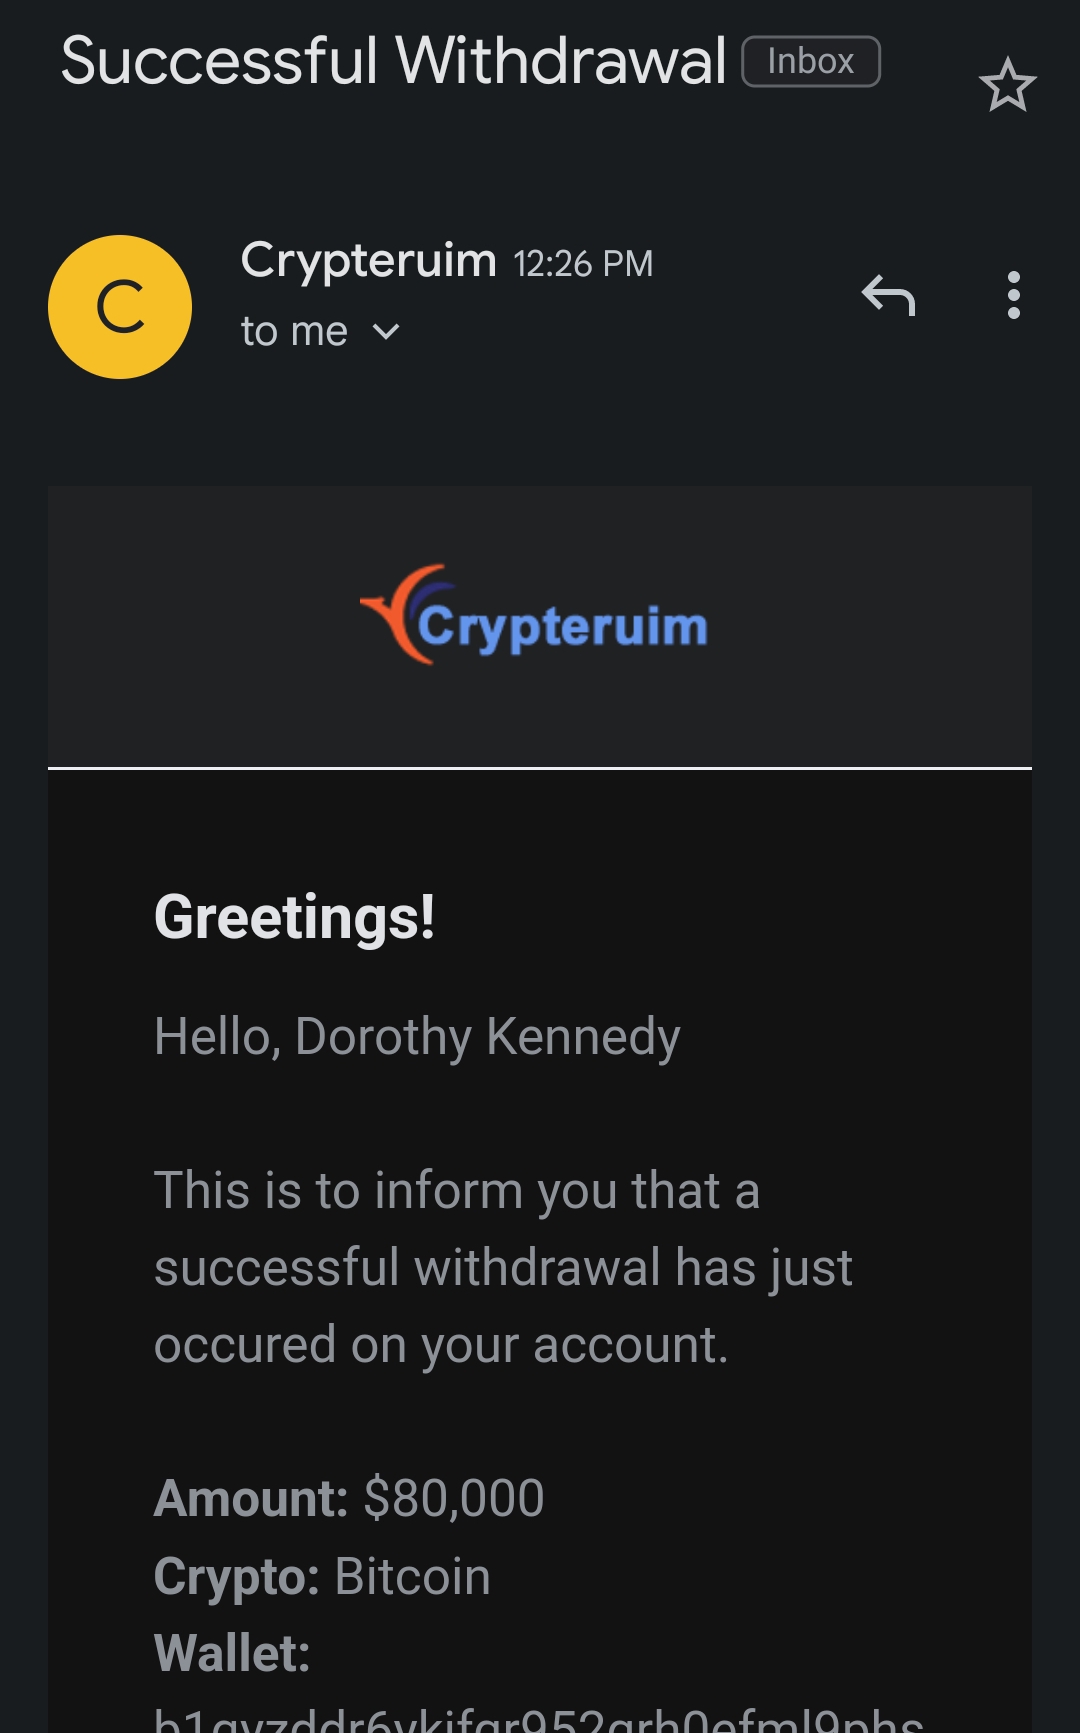 Successful Withdrawal Inbox
C
Crypteruim 12:26 PM
to me
Crypteruim
Greetings!
Hello, Dorothy Kennedy
This is to inform you that a
successful withdrawal has just
occured on your account.
Amount: $80,000
Crypto: Bitcoin
Wallet: